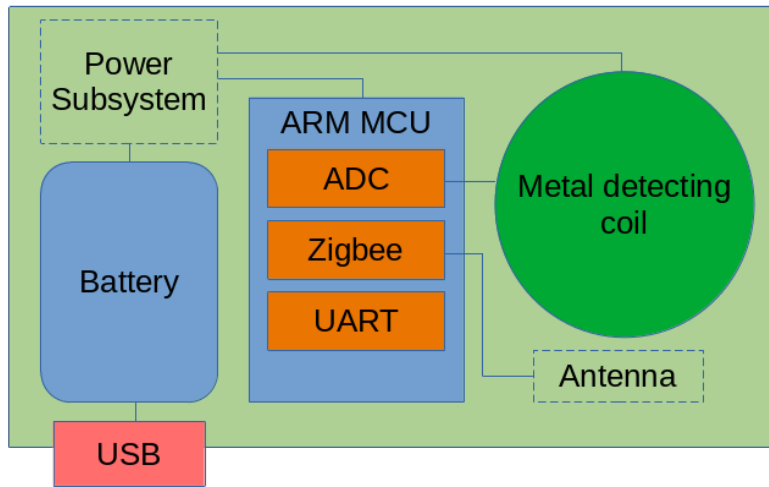 Power
Subsystem
ARM MCU
ADC
Metal detecting
coil
Zigbee
Battery
UART
Antenna
USB